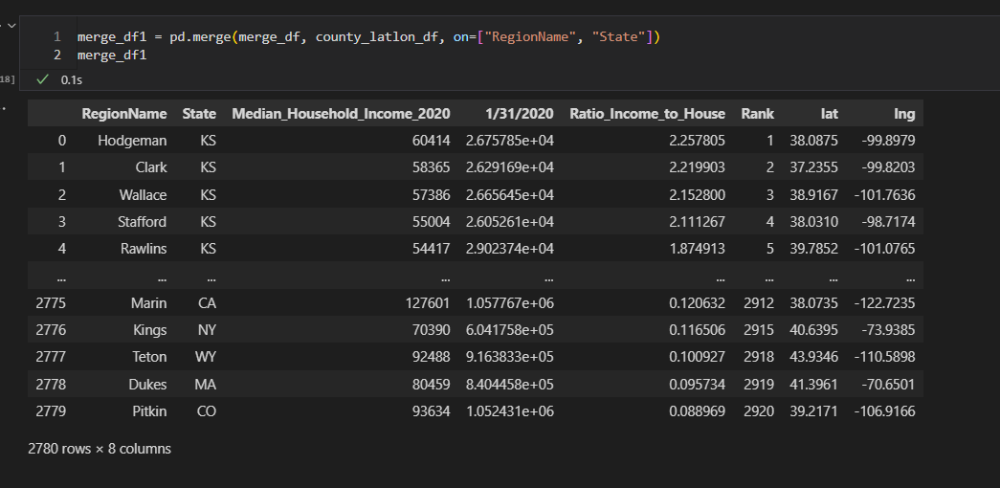 1 merge_df1 = pd.merge(merge_df, county_latlon_df, on=["RegionName", "State"])
2 merge_df1
18] 0.1s
RegionName State Median_Household_Income_2020 1/31/2020 Ratio_Income_to_House Rank lat lng
0 Hodgeman KS 60414 2.675785e+04 2.257805 1 38.0875 -99.8979
1 Clark KS 58365 2.629169e+04 2.219903 2 37.2355 -99.8203
2 Wallace KS 57386 2.665645e+04 2.152800 3 38.9167 -101.7636
3 Stafford KS 55004 2.605261e+04 2.111267 4 38.0310 -98.7174
4 Rawlins KS 54417 2.902374e+04 1.874913 5 39.7852 -101.0765
... ... ... ... ... ... ... ... ...
2775 Marin CA 127601 1.057767e+06 0.120632 2912 38.0735 -122.7235
2776 Kings NY 70390 6.041758e+05 0.116506 2915 40.6395 -73.9385
2777 Teton WY 92488 9.163833e+05 0.100927 2918 43.9346 -110.5898
2778 Dukes MA 80459 8.404458e+05 0.095734 2919 41.3961 -70.6501
2779 Pitkin CO 93634 1.052431e+06 0.088969 2920 39.2171 -106.9166
2780 rows × 8 columns